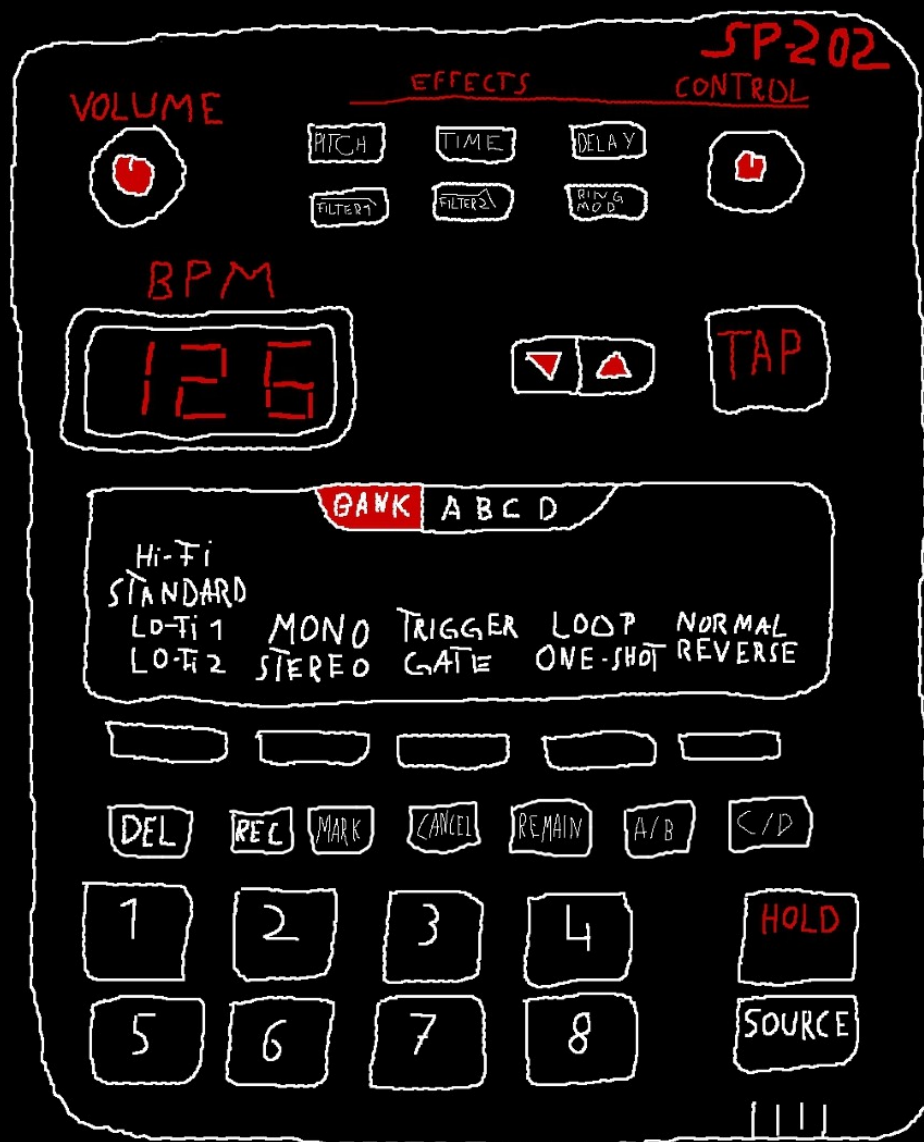 SP-202
EFFECTS
CONTROL
VOLUME
PITCH TIME DELAY
FILTER1 FILTER2 RING MOD
BPM
126
TAP
BANK A B C D
Hi-Fi
STANDARD
LO-Fi 1 MONO TRIGGER LOOP NORMAL
LO-Fi 2 STEREO GATE ONE-SHOT REVERSE
DEL REC MARK CANCEL REMAIN A/B C/D
1 2 3 4 HOLD
5 6 7 8 SOURCE